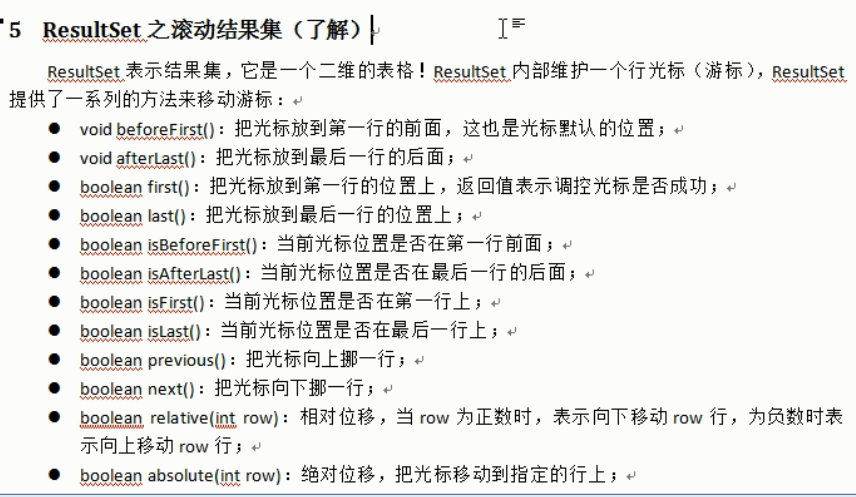 5 ResultSet 之滚动结果集（了解）
ResultSet 表示结果集，它是一个二维的表格！ResultSet 内部维护一个行光标（游标），ResultSet
提供了一系列的方法来移动游标：
● void beforeFirst()：把光标放到第一行的前面，这也是光标默认的位置；
● void afterLast()：把光标放到最后一行的后面；
● boolean first()：把光标放到第一行的位置上，返回值表示调控光标是否成功；
● boolean last()：把光标放到最后一行的位置上；
● boolean isBeforeFirst()：当前光标位置是否在第一行前面；
● boolean isAfterLast()：当前光标位置是否在最后一行的后面；
● boolean isFirst()：当前光标位置是否在第一行上；
● boolean isLast()：当前光标位置是否在最后一行上；
● boolean previous()：把光标向上挪一行；
● boolean next()：把光标向下挪一行；
● boolean relative(int row)：相对位移，当 row 为正数时，表示向下移动 row 行，为负数时表
示向上移动 row 行；
● boolean absolute(int row)：绝对位移，把光标移动到指定的行上；